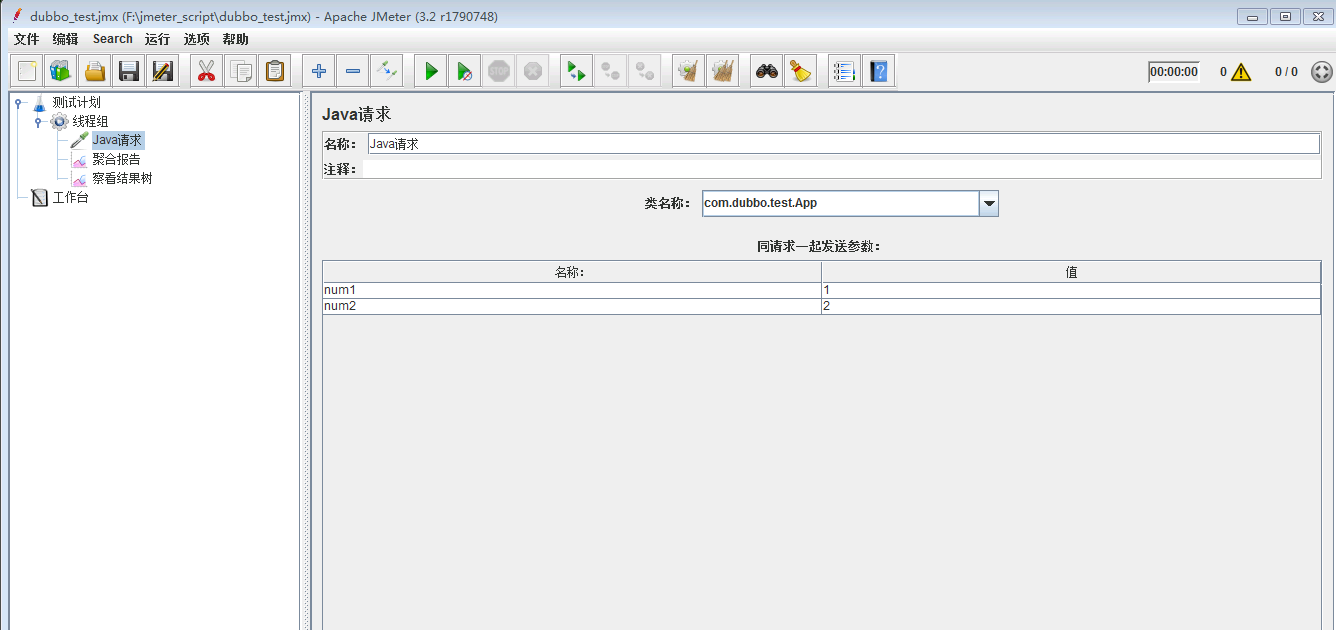 dubbo_test.jmx (F:\jmeter_script\dubbo_test.jmx) - Apache JMeter (3.2 r1790748)
文件 编辑 Search 运行 选项 帮助
STOP
00:00:00 0 0 / 0
测试计划
线程组
Java请求
聚合报告
察看结果树
工作台
Java请求
名称： Java请求
注释：
类名称： com.dubbo.test.App
同请求一起发送参数：
名称： 值
num1 1
num2 2